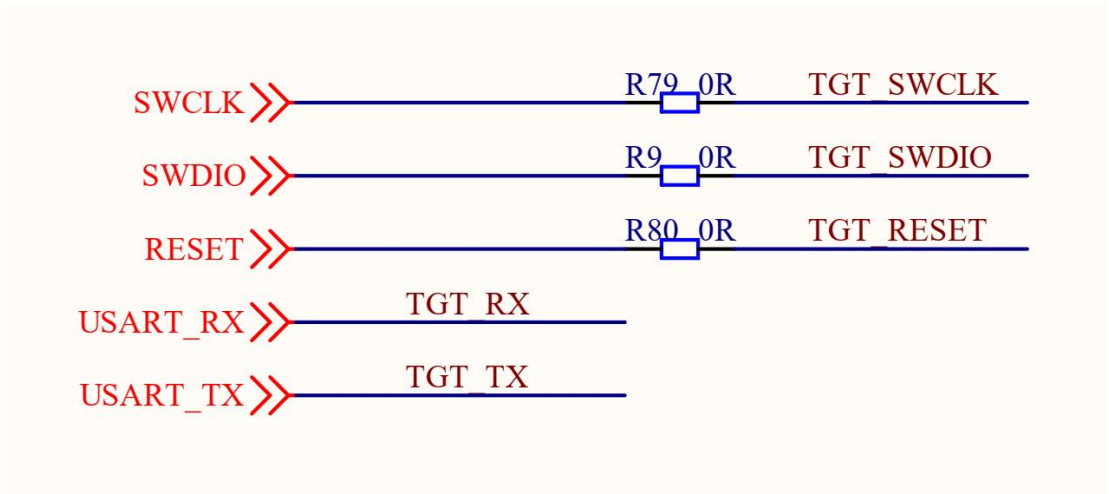 SWCLK R79 0R TGT_SWCLK
SWDIO R9 0R TGT_SWDIO
RESET R80 0R TGT_RESET
USART_RX TGT_RX
USART_TX TGT_TX